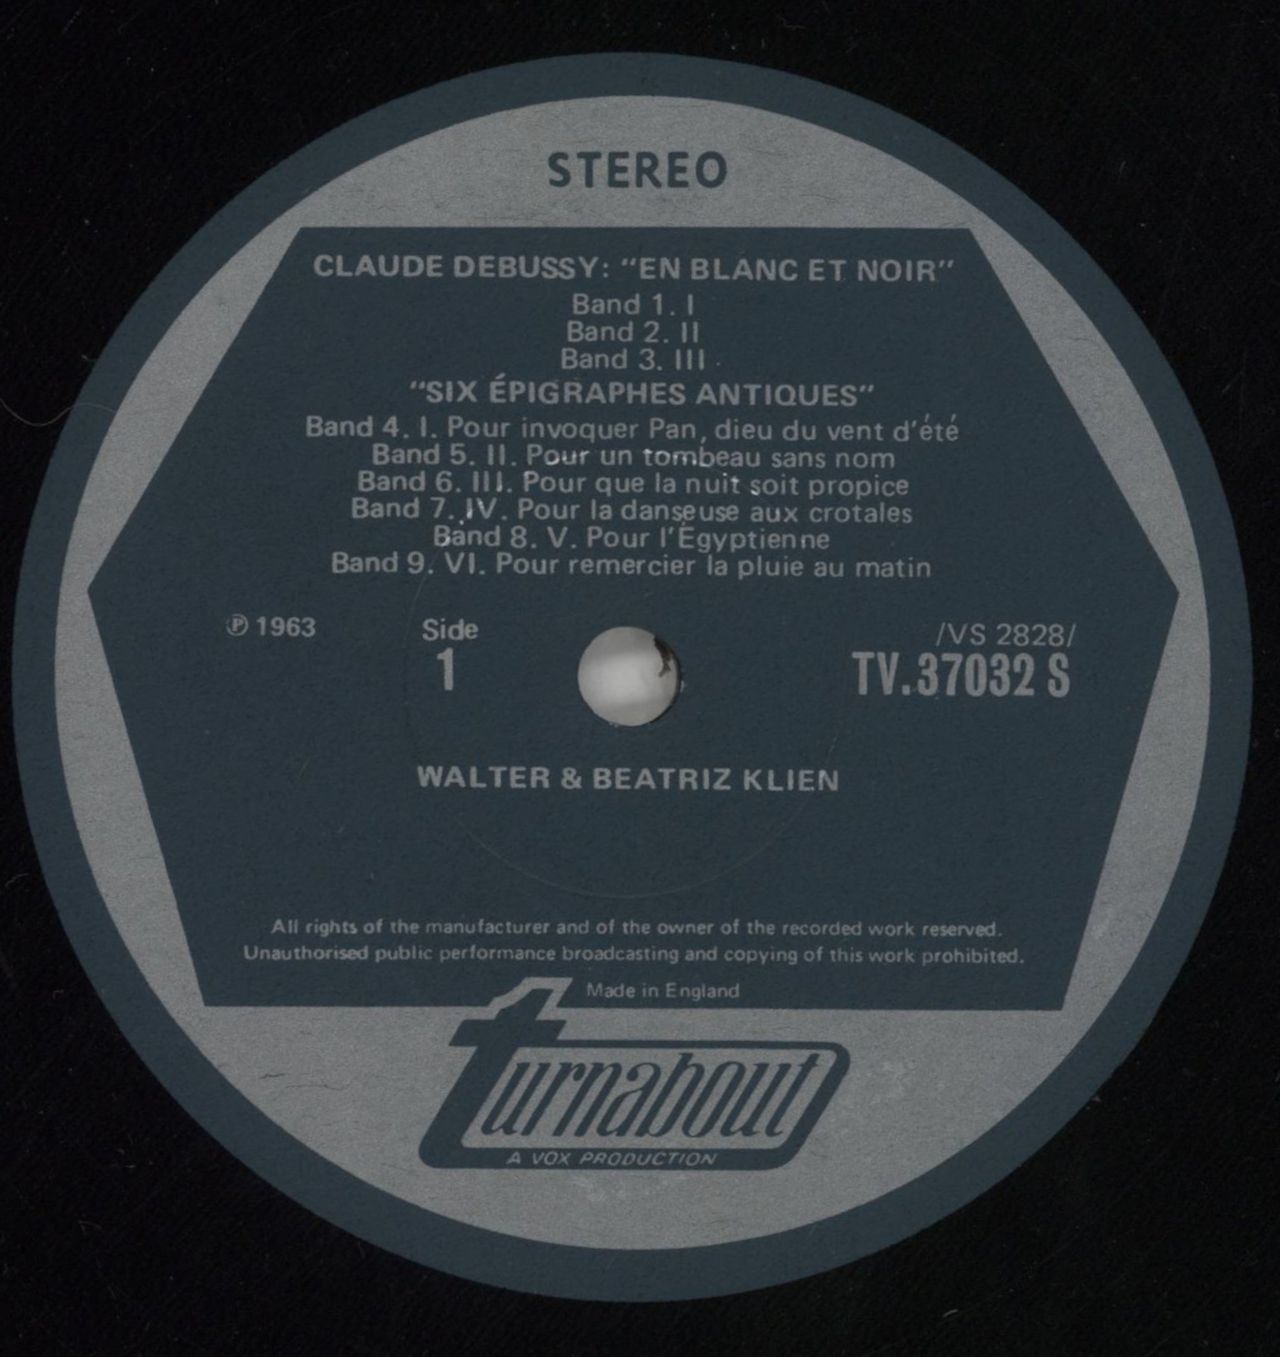 STEREO
CLAUDE DEBUSSY: "EN BLANC ET NOIR"
Band 1. I
Band 2. II
Band 3. III
"SIX ÉPIGRAPHES ANTIQUES"
Band 4. I. Pour invoquer Pan, dieu du vent d'été
Band 5. II. Pour un tombeau sans nom
Band 6. III. Pour que la nuit soit propice
Band 7. IV. Pour la danseuse aux crotales
Band 8. V. Pour l'Égyptienne
Band 9. VI. Pour remercier la pluie au matin
℗ 1963
Side
1
/VS 2828/
TV.37032 S
WALTER & BEATRIZ KLIEN
All rights of the manufacturer and of the owner of the recorded work reserved.
Unauthorised public performance broadcasting and copying of this work prohibited.
Made in England
turnabout
A VOX PRODUCTION